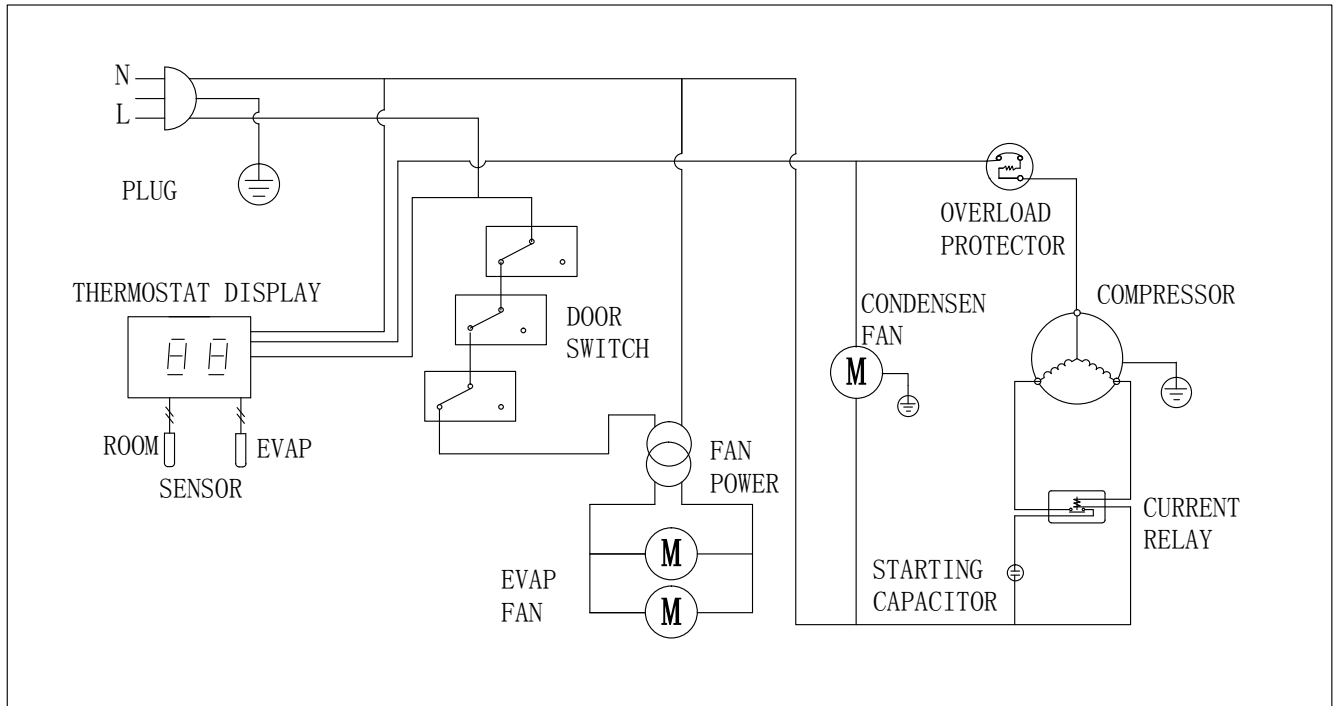 N
L
PLUG
OVERLOAD
PROTECTOR
THERMOSTAT DISPLAY
88
DOOR
SWITCH
CONDENSEN
FAN
COMPRESSOR
M
ROOM
EVAP
SENSOR
FAN
POWER
CURRENT
RELAY
EVAP
FAN
M
M
STARTING
CAPACITOR